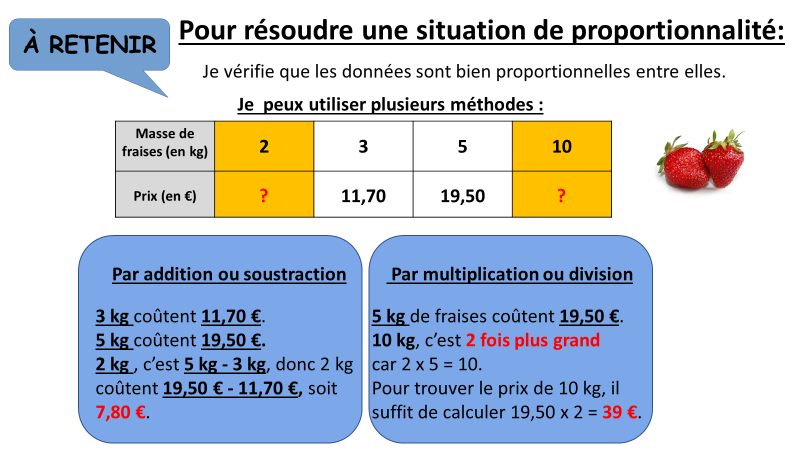 À RETENIR
Pour résoudre une situation de proportionnalité:
Je vérifie que les données sont bien proportionnelles entre elles.
Je peux utiliser plusieurs méthodes :
Masse de
fraises (en kg) 2 3 5 10
Prix (en €) ? 11,70 19,50 ?
Par addition ou soustraction
3 kg coûtent 11,70 €.
5 kg coûtent 19,50 €.
2 kg , c’est 5 kg - 3 kg, donc 2 kg
coûtent 19,50 € - 11,70 €, soit
7,80 €.
Par multiplication ou division
5 kg de fraises coûtent 19,50 €.
10 kg, c’est 2 fois plus grand
car 2 x 5 = 10.
Pour trouver le prix de 10 kg, il
suffit de calculer 19,50 x 2 = 39 €.